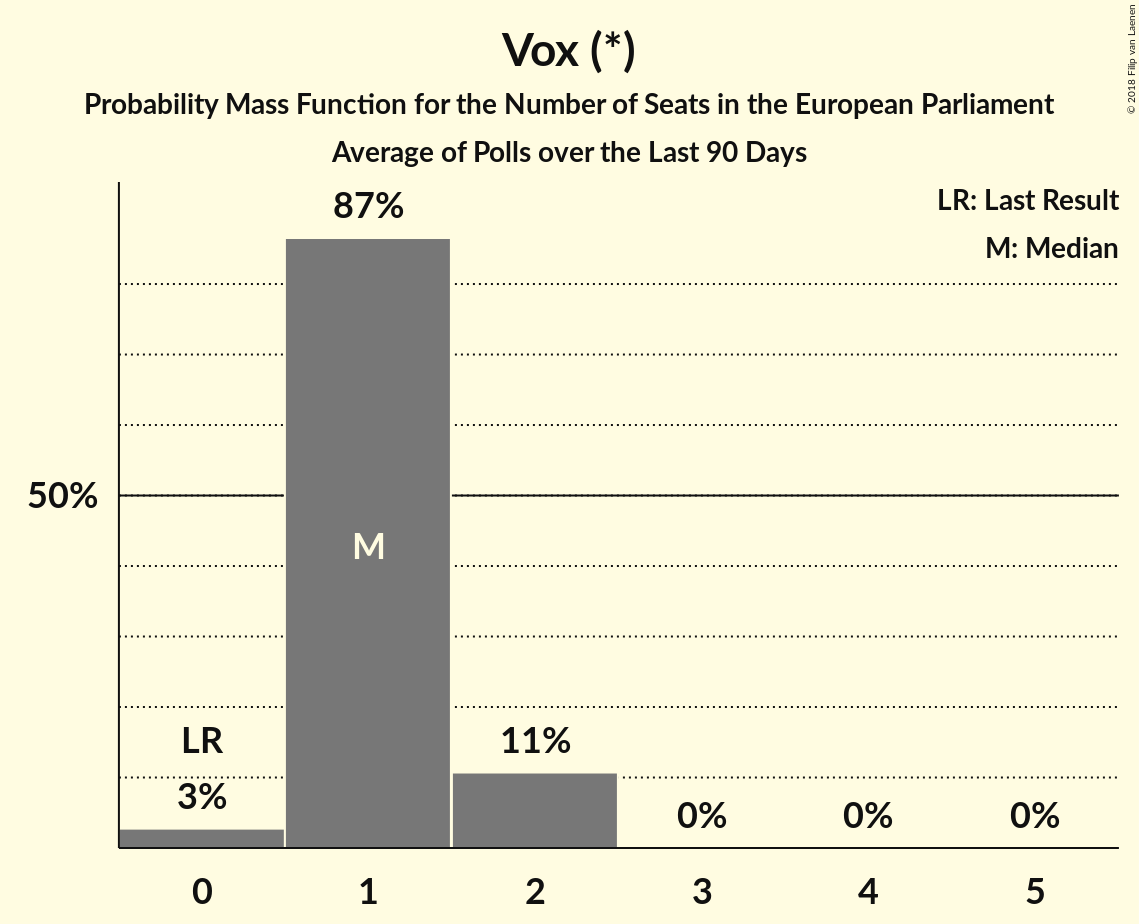 Vox (*)
Probability Mass Function for the Number of Seats in the European Parliament
Average of Polls over the Last 90 Days
© 2018 Filip van Laenen
LR: Last Result
M: Median
87%
50%
M
LR
3%
11%
0%
0%
0%
0
1
2
3
4
5